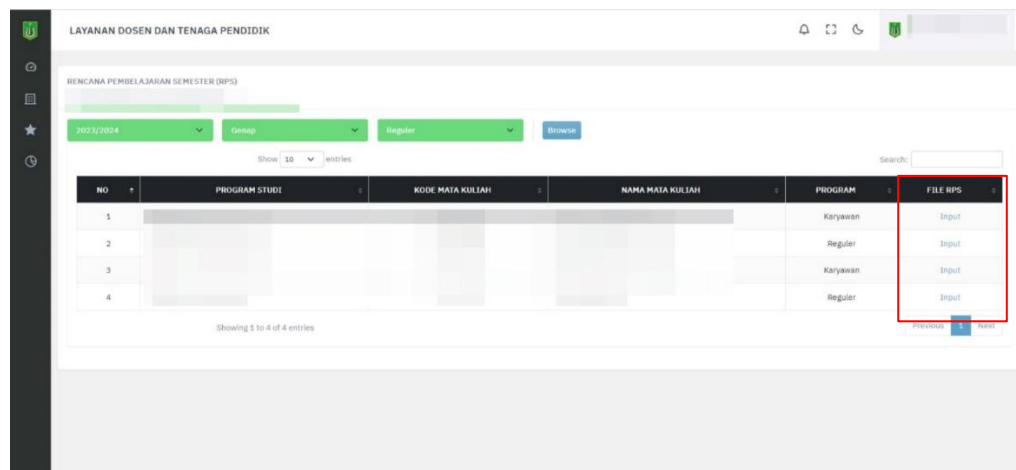 LAYANAN DOSEN DAN TENAGA PENDIDIK
RENCANA PEMBELAJARAN SEMESTER (RPS)
2023/2024 Genap Reguler Browse
Show 10 entries Search:
NO PROGRAM STUDI KODE MATA KULIAH NAMA MATA KULIAH PROGRAM FILE RPS
1 Karyawan Input
2 Reguler Input
3 Karyawan Input
4 Reguler Input
Showing 1 to 4 of 4 entries Previous 1 Next